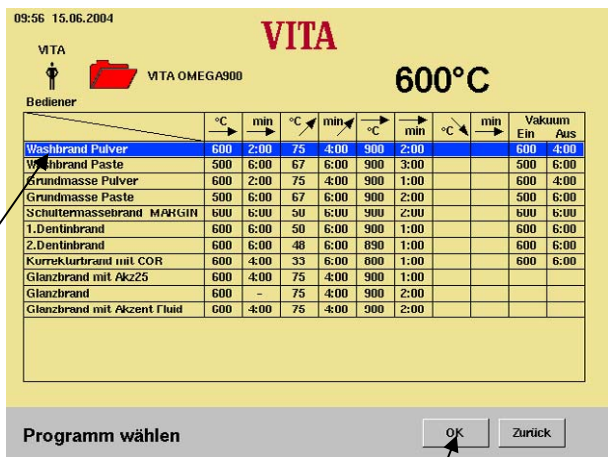 09:56 15.06.2004
VITA
VITA
VITA OMEGA900
600°C
Bediener
°C min °C min °C min °C min Vakuum
Ein Aus
Washbrand Pulver 600 2:00 75 4:00 900 2:00 600 4:00
Washbrand Paste 500 6:00 67 6:00 900 3:00 500 6:00
Grundmasse Pulver 600 2:00 75 4:00 900 1:00 600 4:00
Grundmasse Paste 500 6:00 67 6:00 900 2:00 500 6:00
Schultermassebrand MARGIN 600 6:00 50 6:00 900 2:00 600 6:00
1.Dentinbrand 600 6:00 50 6:00 900 1:00 600 6:00
2.Dentinbrand 600 6:00 48 6:00 890 1:00 600 6:00
Korrekturbrand mit COR 600 4:00 33 6:00 800 1:00 600 6:00
Glanzbrand mit Akz25 600 4:00 75 4:00 900 1:00
Glanzbrand 600 - 75 4:00 900 2:00
Glanzbrand mit Akzent Fluid 600 4:00 75 4:00 900 2:00
Programm wählen
OK
Zurück